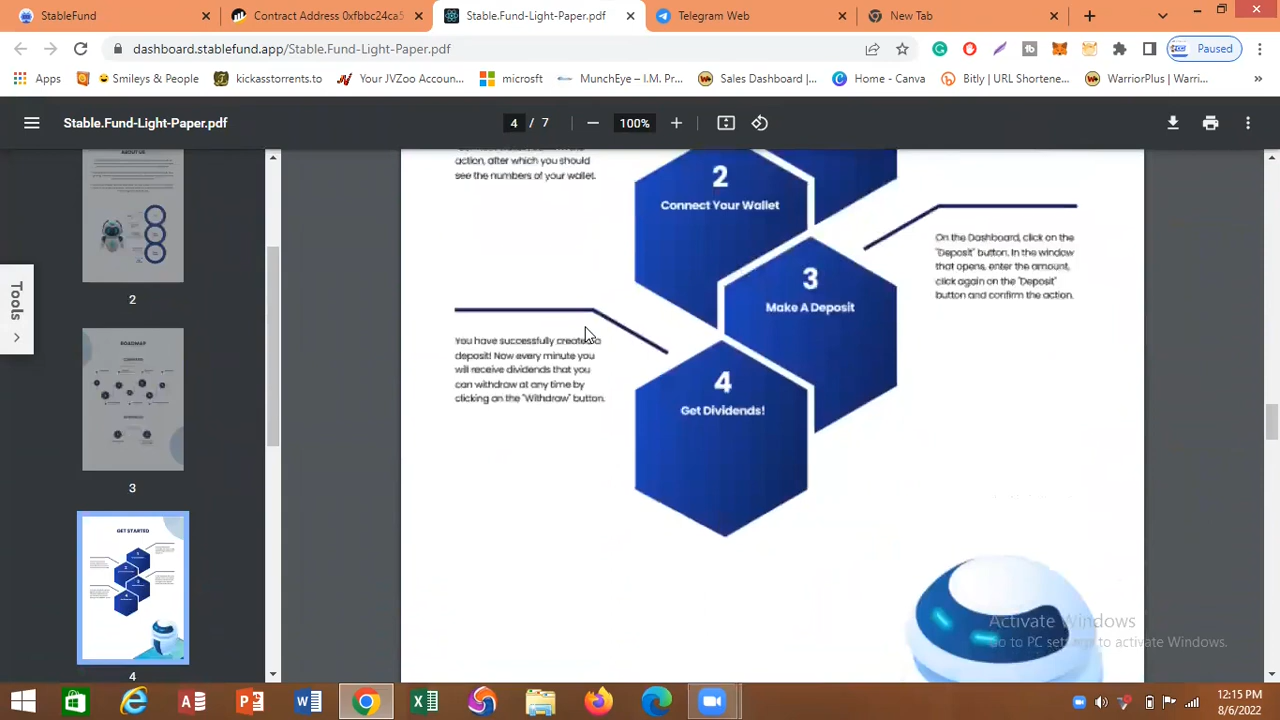 StableFund
Contract Address 0xfbbc24ca5
Stable.Fund-Light-Paper.pdf
Telegram Web
New Tab
dashboard.stablefund.app/Stable.Fund-Light-Paper.pdf
Paused
Apps
Smileys & People
kickasstorrents.to
Your JVZoo Accoun...
microsft
MunchEye – I.M. Pr...
Sales Dashboard |...
Home - Canva
Bitly | URL Shortene...
WarriorPlus | Warri...
Stable.Fund-Light-Paper.pdf
4 / 7
100%
Tools
ABOUT US
2
ROADMAP
3
GET STARTED
4
action, after which you should
see the numbers of your wallet.
2
Connect Your Wallet
On the Dashboard, click on the
"Deposit" button. In the window
that opens, enter the amount,
click again on the "Deposit"
button and confirm the action.
3
Make A Deposit
You have successfully created a
deposit! Now every minute you
will receive dividends that you
can withdraw at any time by
clicking on the "Withdraw" button.
4
Get Dividends!
Activate Windows
Go to PC settings to activate Windows.
12:15 PM
8/6/2022